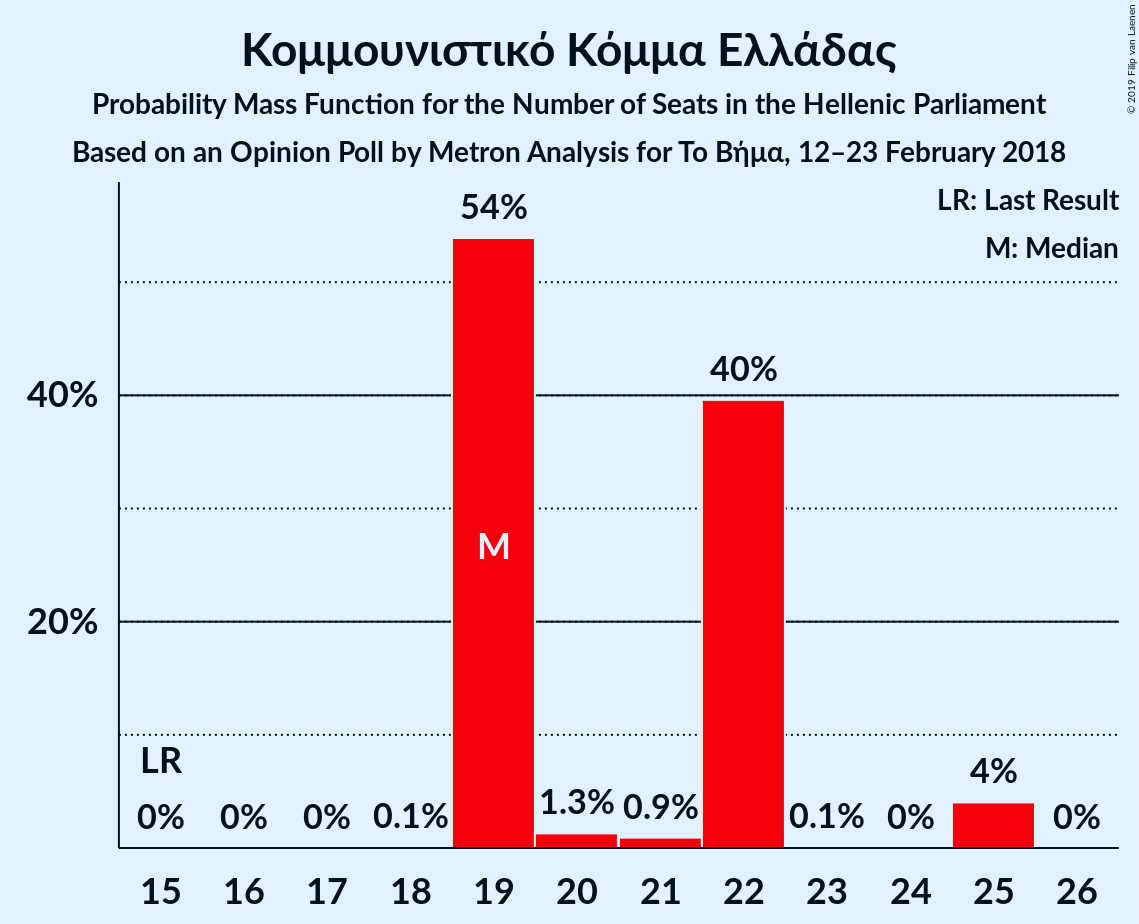 Κομμουνιστικό Κόμμα Ελλάδας
Probability Mass Function for the Number of Seats in the Hellenic Parliament
Based on an Opinion Poll by Metron Analysis for Το Βήμα, 12–23 February 2018
© 2019 Filip van Laenen
LR: Last Result
M: Median
54%
40%
40%
M
20%
LR
4%
0% 0% 0% 0.1% 1.3% 0.9% 0.1% 0% 0%
15 16 17 18 19 20 21 22 23 24 25 26